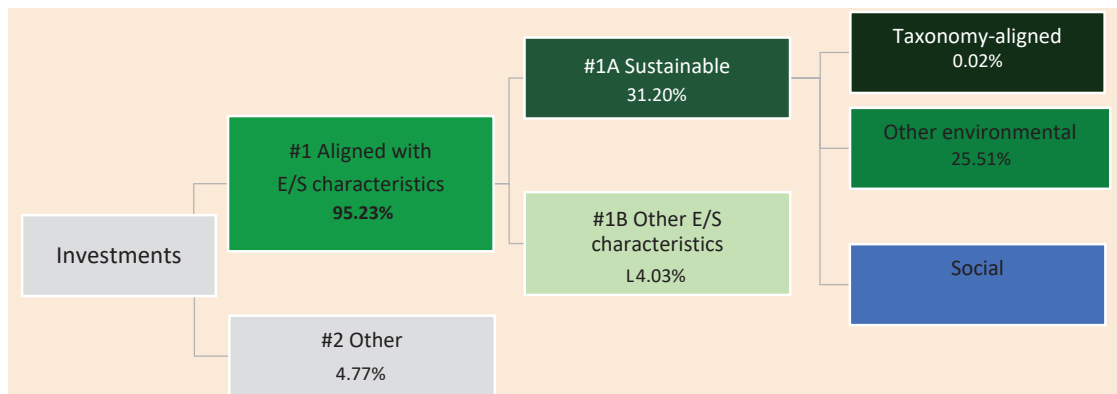 Investments
#1 Aligned with
E/S characteristics
95.23%
#2 Other
4.77%
#1A Sustainable
31.20%
#1B Other E/S
characteristics
L4.03%
Taxonomy-aligned
0.02%
Other environmental
25.51%
Social